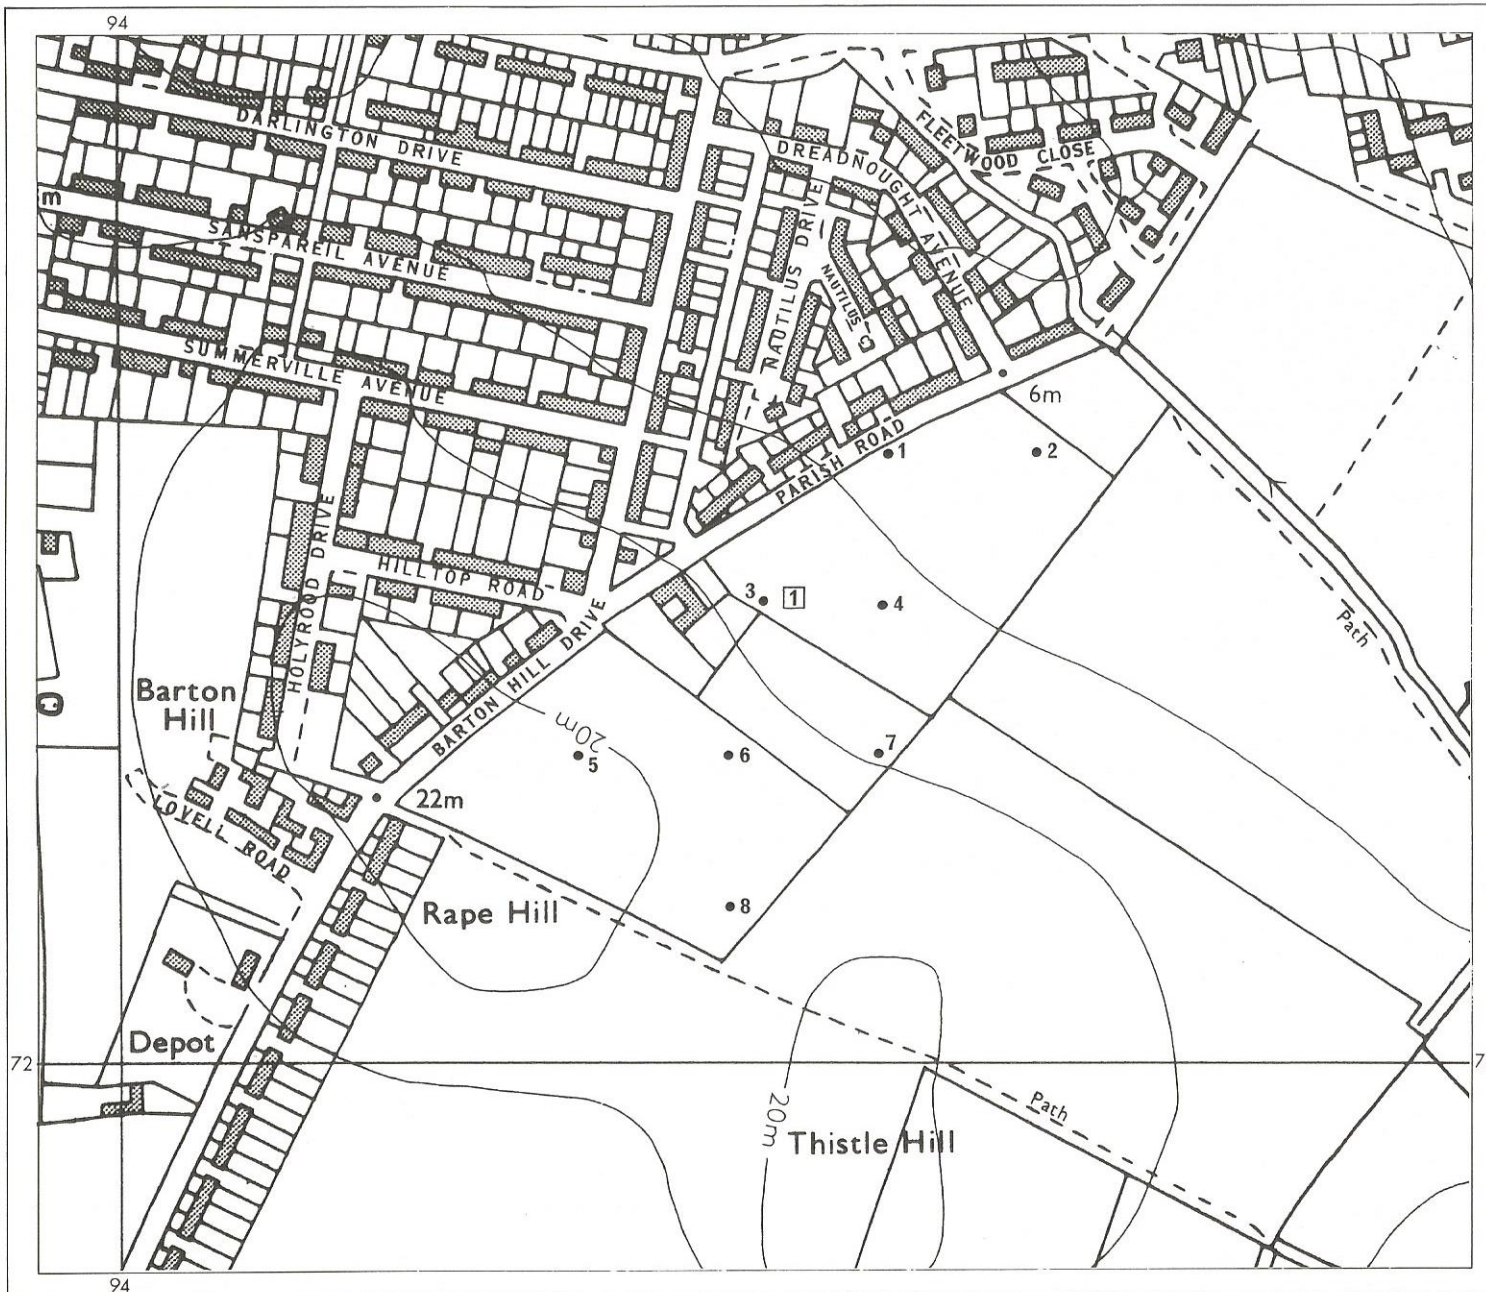 94
DARLINGTON DRIVE
FLEETWOOD CLOSE
DREADNOUGHT AVENUE
m
SANSPAREIL AVENUE
NAUTILUS DRIVE
NAUTILUS C
SUMMERVILLE AVENUE
6m
PARISH ROAD
1
2
HOLYROOD DRIVE
HILLTOP ROAD
3
1
4
Path
Barton
Hill
BARTON HILL DRIVE
20m
5
6
7
22m
LOVELL ROAD
Rape Hill
8
Depot
72
7
20m
Path
Thistle Hill
94